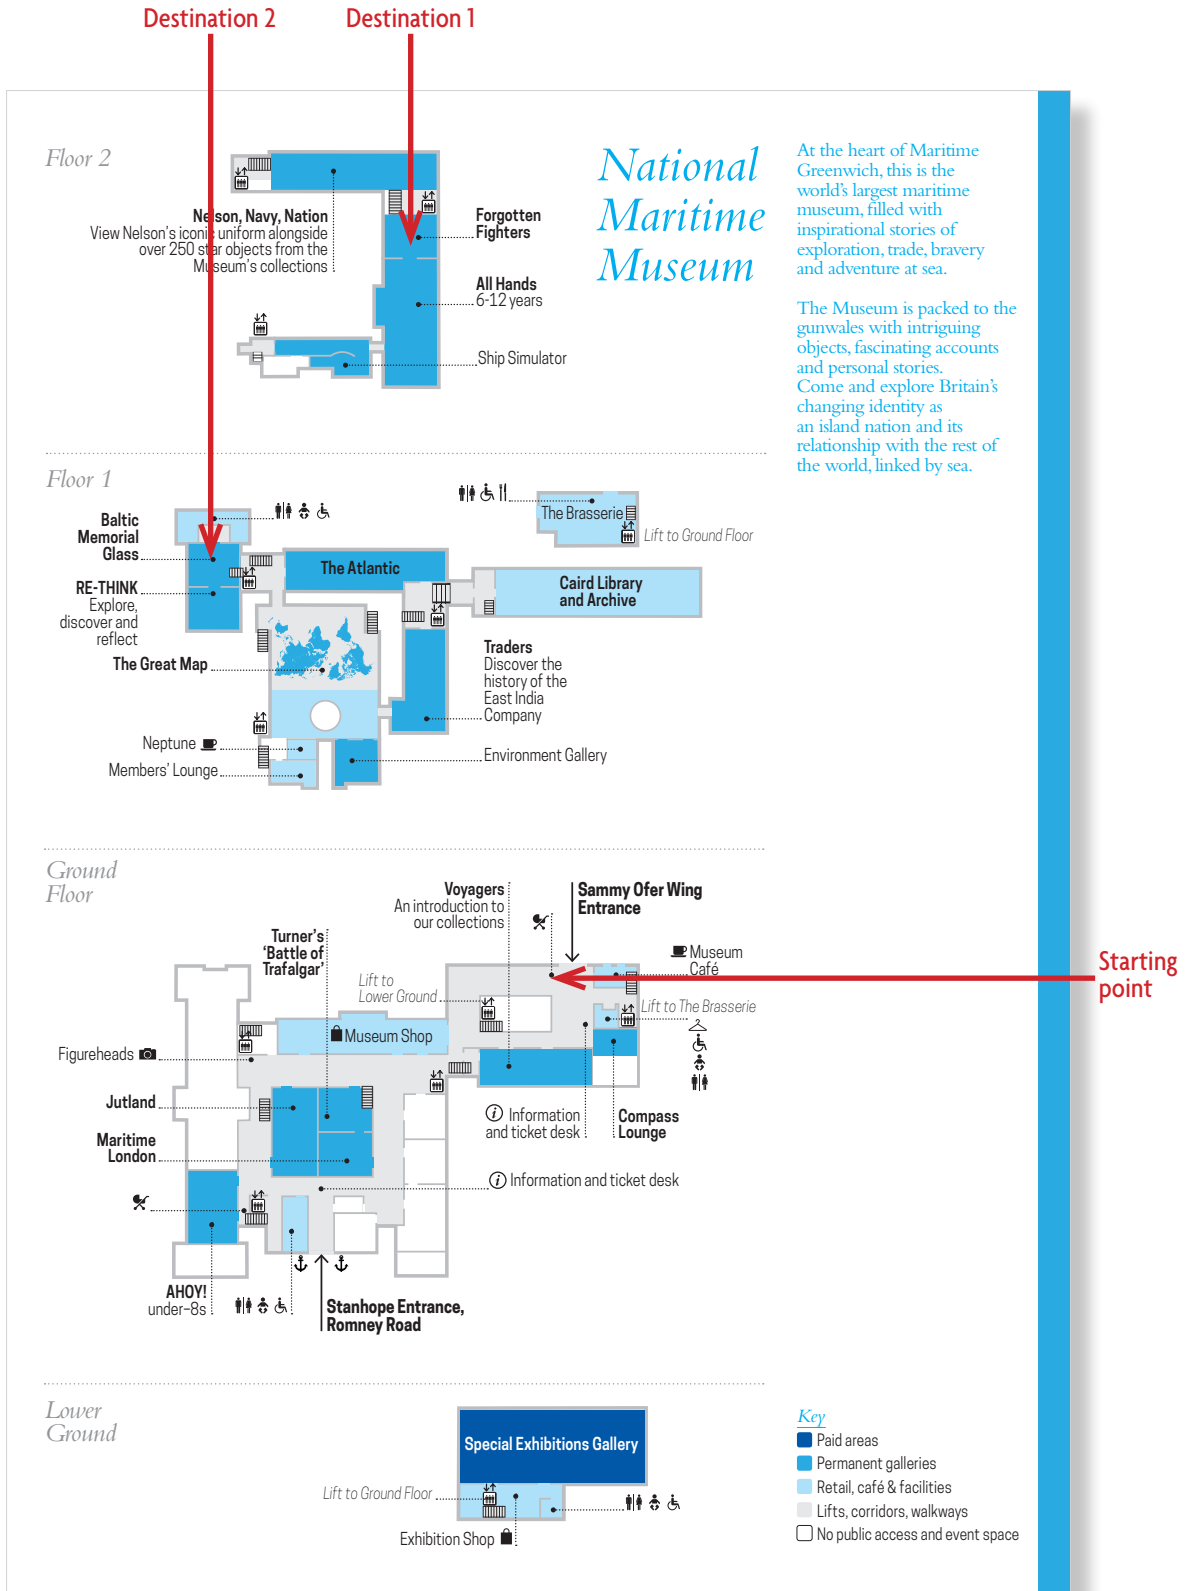 Destination 2
Destination 1
Floor 2
Nelson, Navy, Nation
View Nelson's iconic uniform alongside
over 250 star objects from the
Museum's collections
Forgotten
Fighters
All Hands
6-12 years
Ship Simulator
National
Maritime
Museum
At the heart of Maritime
Greenwich, this is the
world's largest maritime
museum, filled with
inspirational stories of
exploration, trade, bravery
and adventure at sea.
The Museum is packed to the
gunwales with intriguing
objects, fascinating accounts
and personal stories.
Come and explore Britain's
changing identity as
an island nation and its
relationship with the rest of
the world, linked by sea.
Floor 1
Baltic
Memorial
Glass
RE-THINK
Explore,
discover and
reflect
The Great Map
Neptune
Members' Lounge
The Atlantic
The Brasserie
Lift to Ground Floor
Caird Library
and Archive
Traders
Discover the
history of the
East India
Company
Environment Gallery
Ground
Floor
Voyagers
An introduction to
our collections
Sammy Ofer Wing
Entrance
Turner's
'Battle of
Trafalgar'
Lift to
Lower Ground
Museum
Café
Starting
point
Lift to The Brasserie
Museum Shop
Figureheads
Jutland
Maritime
London
i Information
and ticket desk
Compass
Lounge
i Information and ticket desk
AHOY!
under-8s
Stanhope Entrance,
Romney Road
Lower
Ground
Special Exhibitions Gallery
Lift to Ground Floor
Exhibition Shop
Key
Paid areas
Permanent galleries
Retail, café & facilities
Lifts, corridors, walkways
No public access and event space